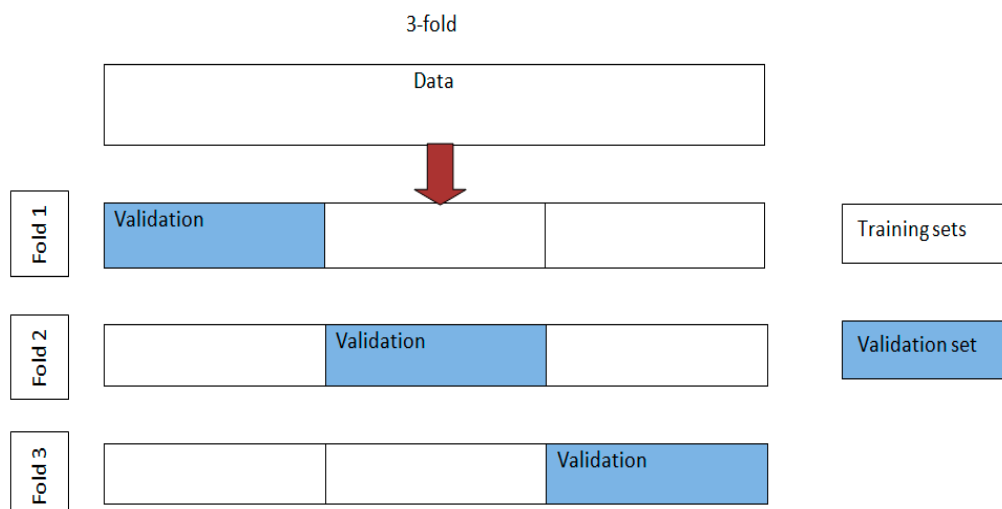 3-fold
Data
Fold 1
Validation
Training sets
Fold 2
Validation
Validation set
Fold 3
Validation